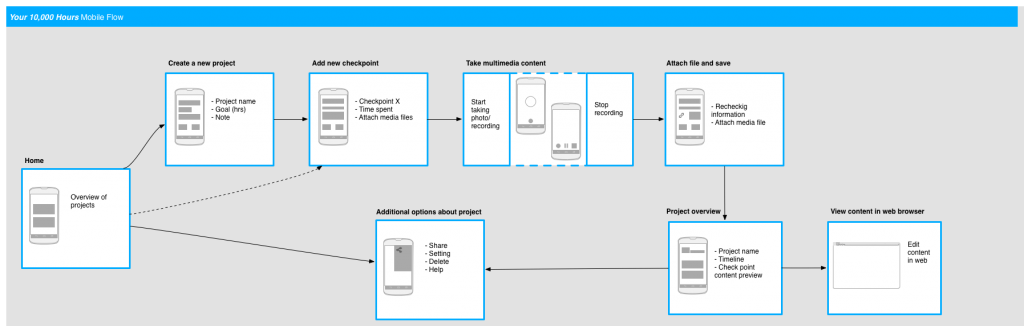 Your 10,000 Hours Mobile Flow
Create a new project
- Project name
- Goal (hrs)
- Note
Add new checkpoint
- Checkpoint X
- Time spent
- Attach media files
Take multimedia content
Start
taking
photo/
recording
Stop
recording
Attach file and save
- Recheckig
information
- Attach media file
Home
Overview of
projects
Additional options about project
- Share
- Setting
- Delete
- Help
Project overview
- Project name
- Timeline
- Check point
content preview
View content in web browser
Edit
content
in web